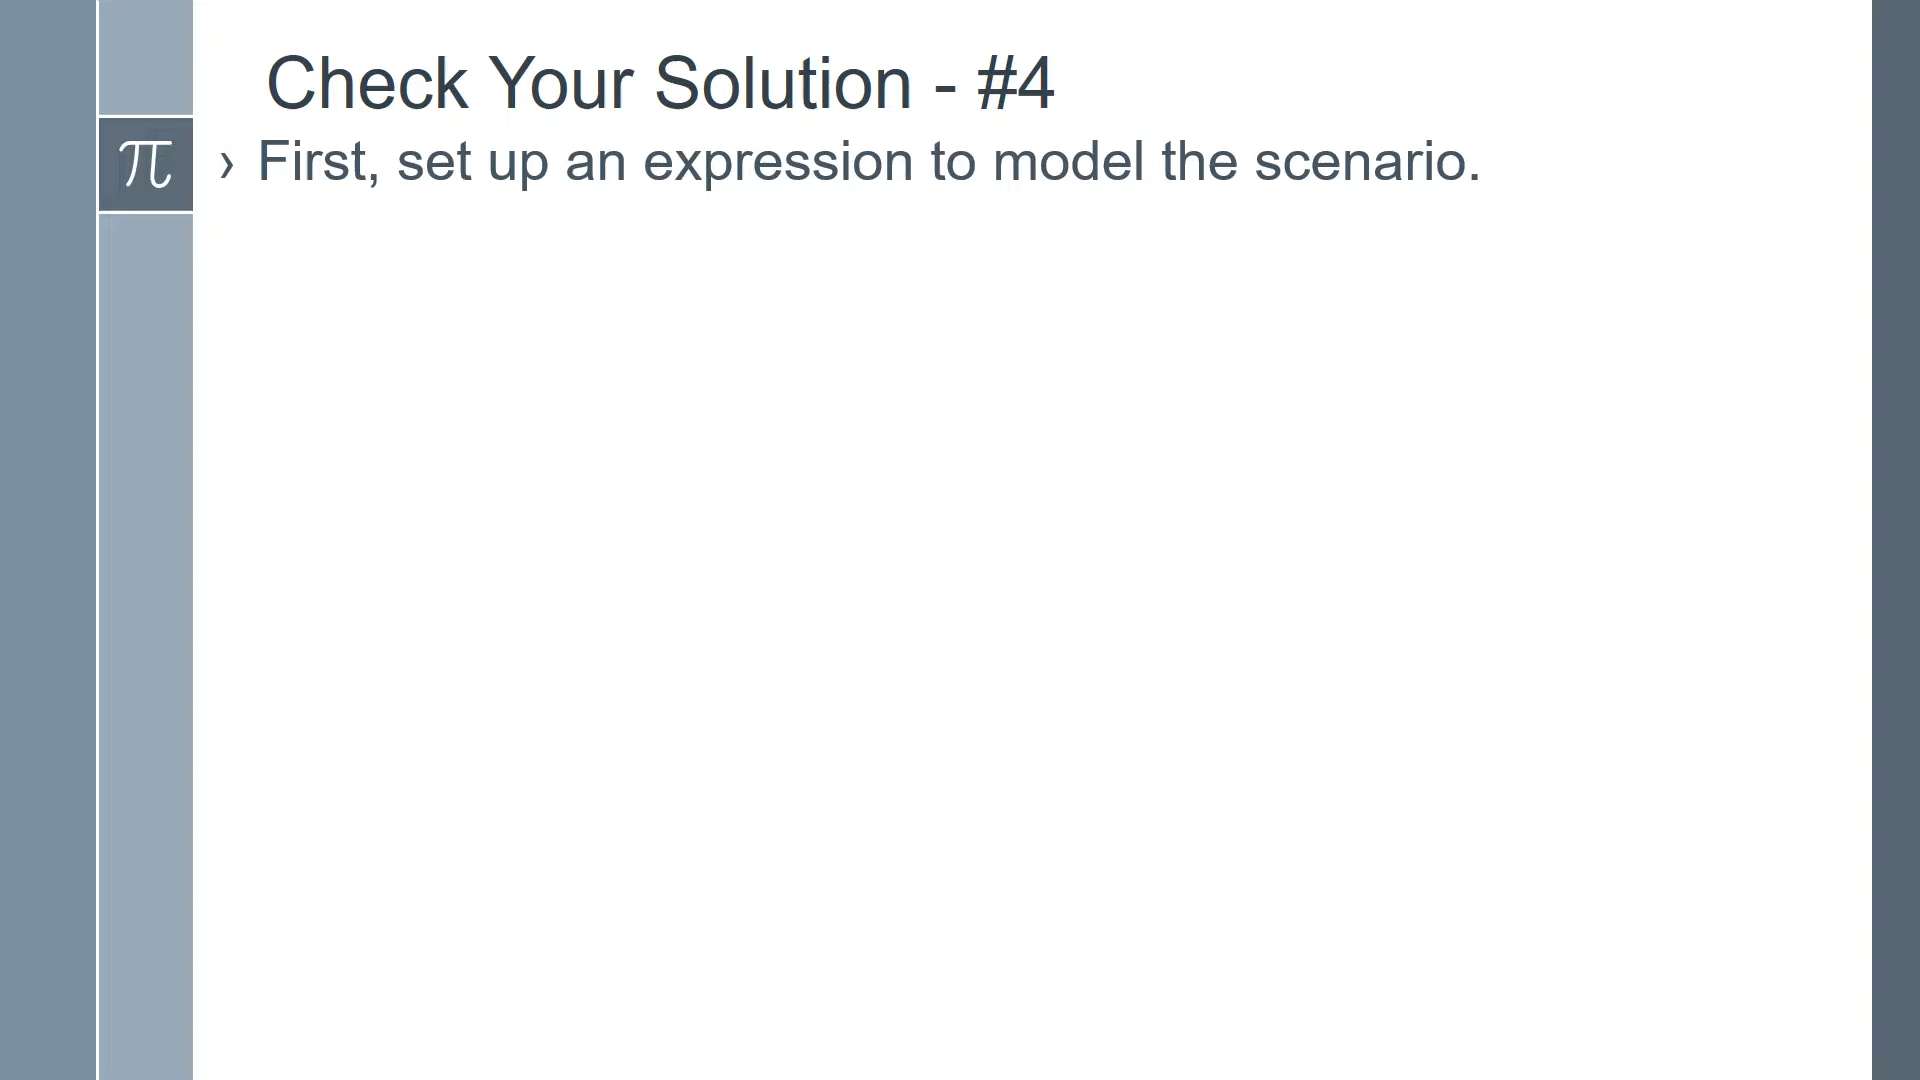 Check Your Solution - #4
π
› First, set up an expression to model the scenario.